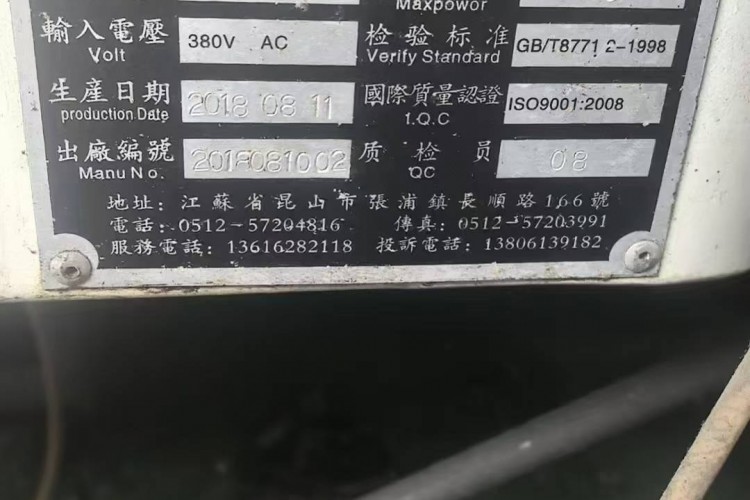 Maxpowor
輸入電壓 380V AC 检验标准 GB/T8771 2-1998
Volt Verify Standard
生産日期 2018 08 11 國際質量認證 ISO9001:2008
production Date 1.Q.C
出廠編號 2018081002 质检员 08
Manu No. QC
地址: 江蘇省昆山市張浦鎮長順路166號
電話: 0512-57204816 傳真: 0512-57203991
服務電話: 13616282118 投訴電話: 13806139182